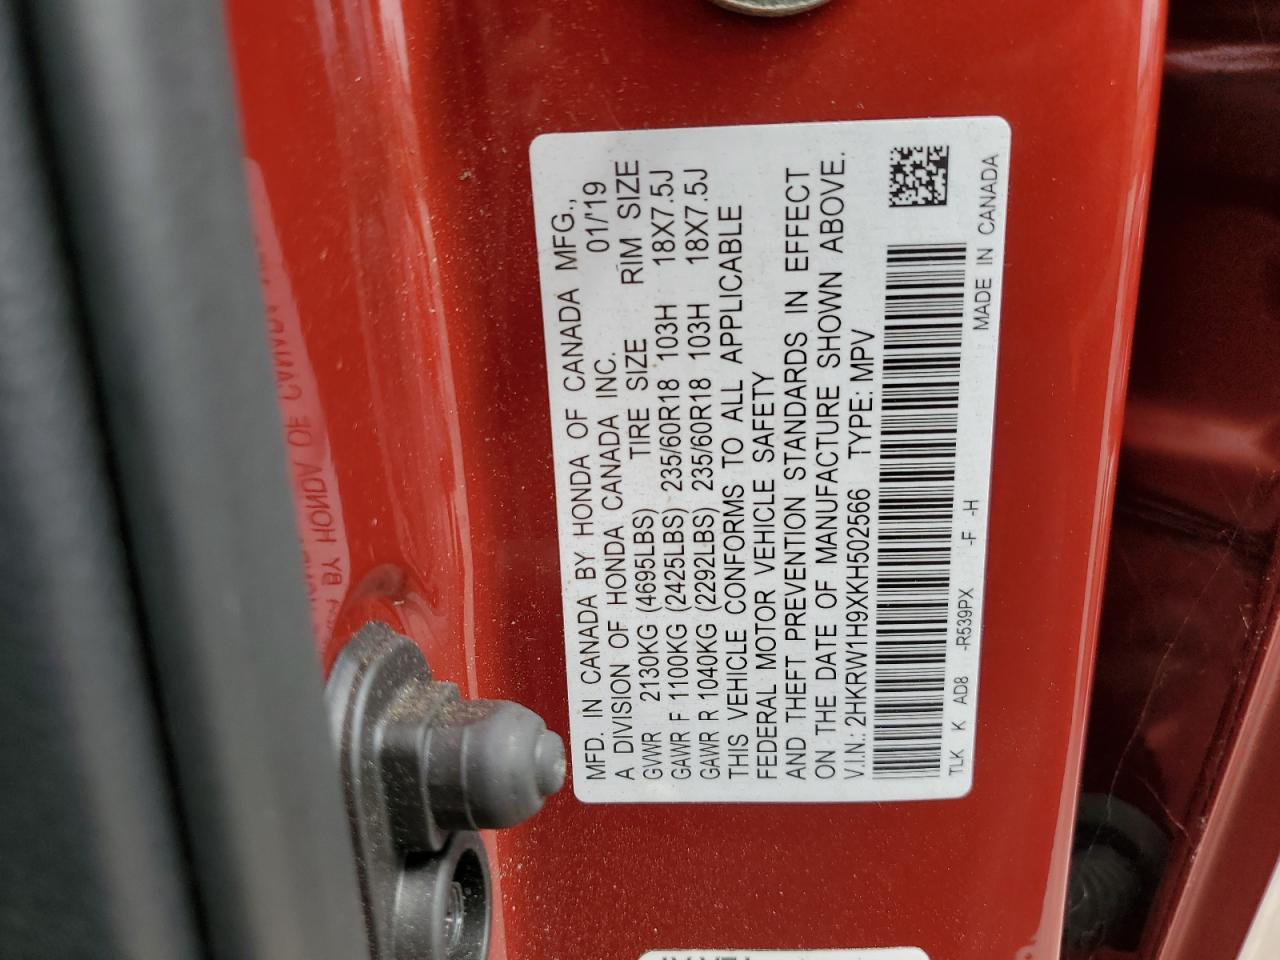 MFD. IN CANADA BY HONDA OF CANADA MFG.,
A DIVISION OF HONDA CANADA INC. 01/'19
GVWR 2130KG (4695LBS) TIRE SIZE RIM SIZE
GAWR F 1100KG (2425LBS) 235/60R18 103H 18X7.5J
GAWR R 1040KG (2292LBS) 235/60R18 103H 18X7.5J
THIS VEHICLE CONFORMS TO ALL APPLICABLE
FEDERAL MOTOR VEHICLE SAFETY
AND THEFT PREVENTION STANDARDS IN EFFECT
ON THE DATE OF MANUFACTURE SHOWN ABOVE.
V.I.N.: 2HKRW1H9XKH502566 TYPE: MPV
TLK K AD8 -R539PX -F -H MADE IN CANADA